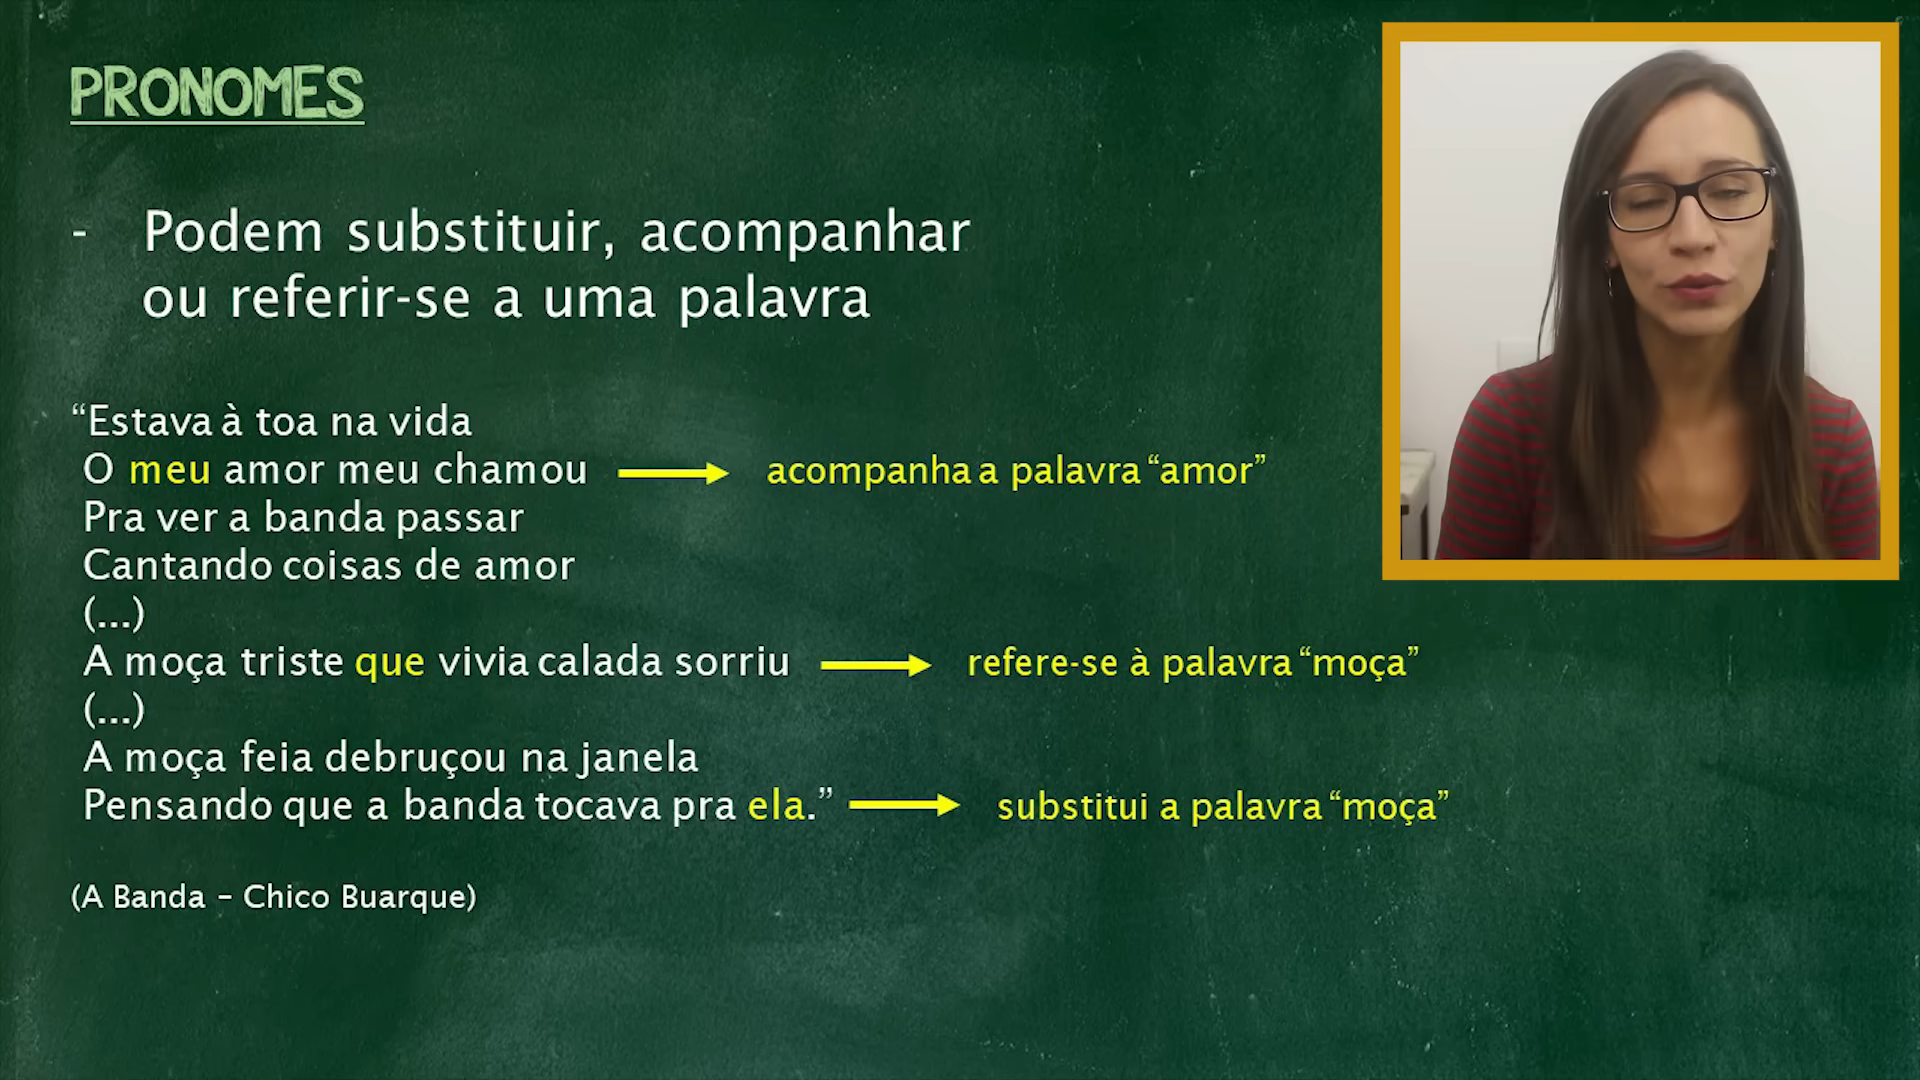 PRONOMES
- Podem substituir, acompanhar
ou referir-se a uma palavra
“Estava à toa na vida
O meu amor meu chamou → acompanha a palavra “amor”
Pra ver a banda passar
Cantando coisas de amor
(...)
A moça triste que vivia calada sorriu → refere-se à palavra “moça”
(...)
A moça feia debruçou na janela
Pensando que a banda tocava pra ela.” → substitui a palavra “moça”
(A Banda – Chico Buarque)